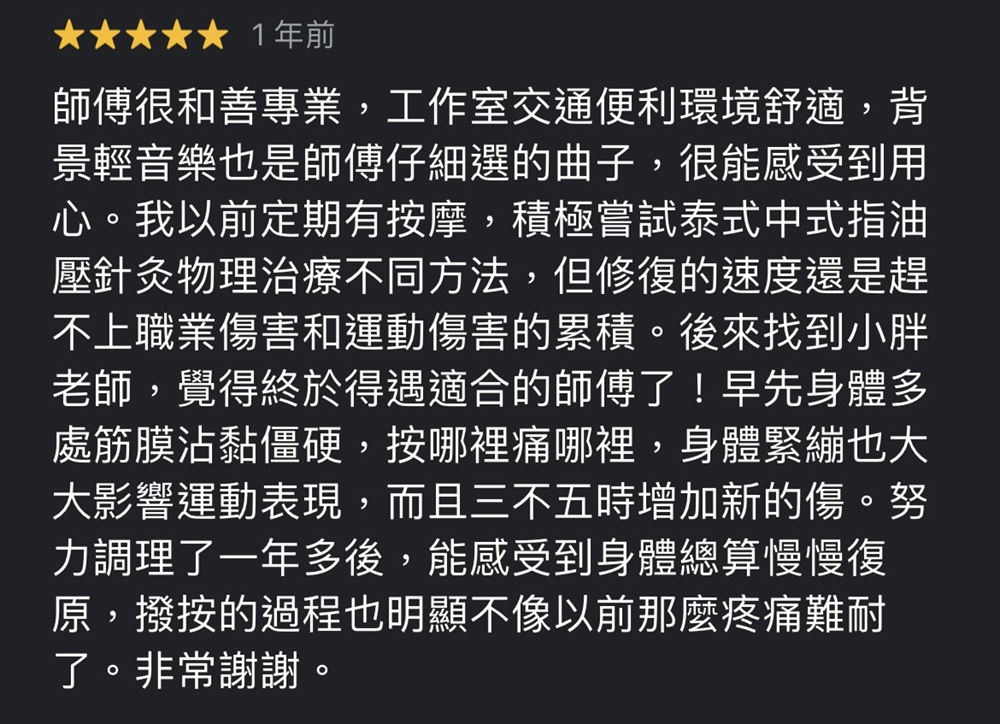 ★★★★★ 1 年前
師傅很和善專業，工作室交通便利環境舒適，背
景輕音樂也是師傅仔細選的曲子，很能感受到用
心。我以前定期有按摩，積極嘗試泰式中式指油
壓針灸物理治療不同方法，但修復的速度還是趕
不上職業傷害和運動傷害的累積。後來找到小胖
老師，覺得終於得遇適合的師傅了！早先身體多
處筋膜沾黏僵硬，按哪裡痛哪裡，身體緊繃也大
大影響運動表現，而且三不五時增加新的傷。努
力調理了一年多後，能感受到身體總算慢慢復
原，撥按的過程也明顯不像以前那麼疼痛難耐
了。非常謝謝。